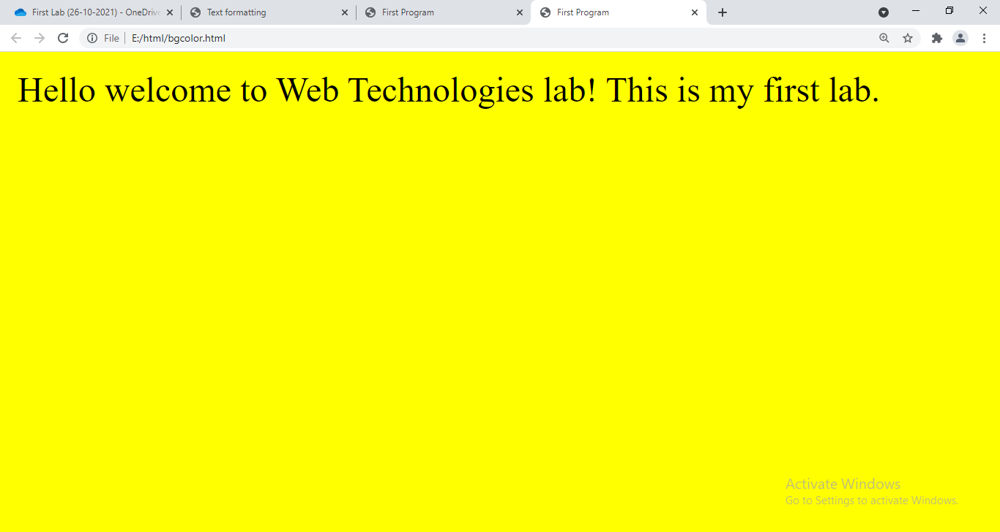 First Lab (26-10-2021) - OneDrive
Text formatting
First Program
First Program
File
E:/html/bgcolor.html
Hello welcome to Web Technologies lab! This is my first lab.
Activate Windows
Go to Settings to activate Windows.